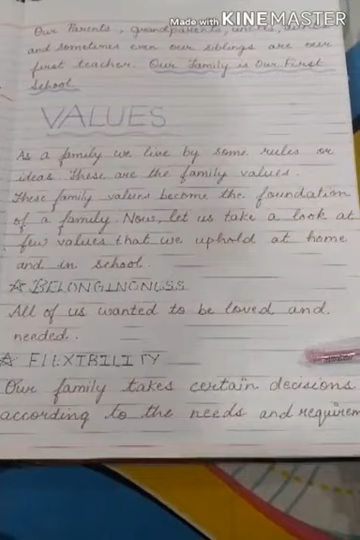 Made with KINEMASTER
Our Parents, grandparents, uncles,
and sometimes even our siblings are our
first teacher. Our Family is Our First
School.
VALUES
As a family we live by some rules or
ideas. These are the family values.
These family values become the foundation
of a family. Now, let us take a look at
few values that we uphold at home
and in school.
☆ BELONGINGNESS
All of us wanted to be loved and
needed.
☆ FLEXIBILITY
Our family takes certain decisions
according to the needs and requirem